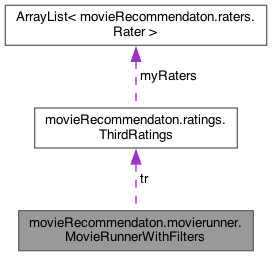 ArrayList< movieRecommendaton.raters.
Rater >
myRaters
movieRecommendaton.ratings.
ThirdRatings
tr
movieRecommendaton.movierunner.
MovieRunnerWithFilters